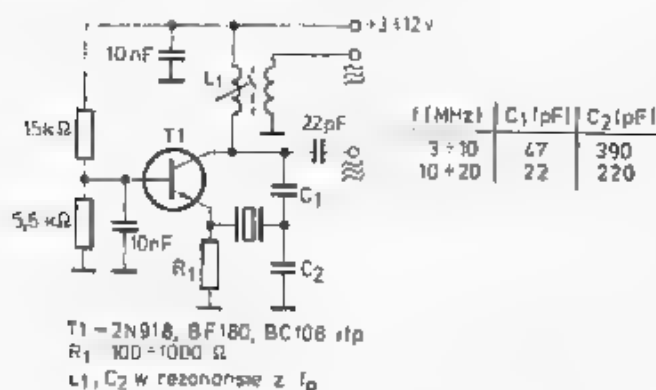 +3÷12V
10nF
L1
15kΩ
T1
22pF
f[MHz] C1[pF] C2[pF]
3÷10 47 390
10÷20 22 220
C1
5,6kΩ
10nF
R1
C2
T1 – 2N918, BF180, BC108 itp
R1 100÷1000 Ω
L1, C2 w rezonansie z fo